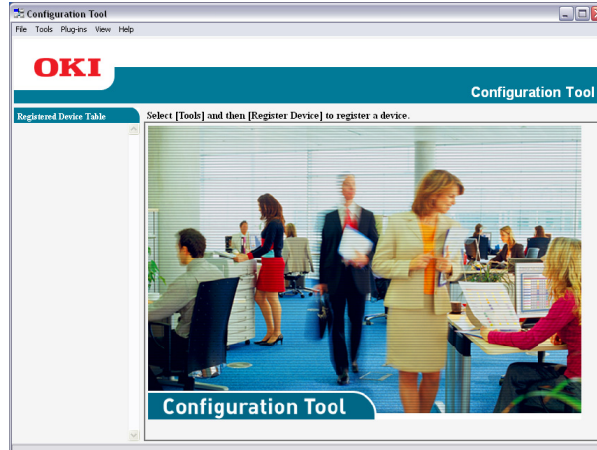 Configuration Tool
File Tools Plug-ins View Help
OKI
Configuration Tool
Registered Device Table
Select [Tools] and then [Register Device] to register a device.
Configuration Tool